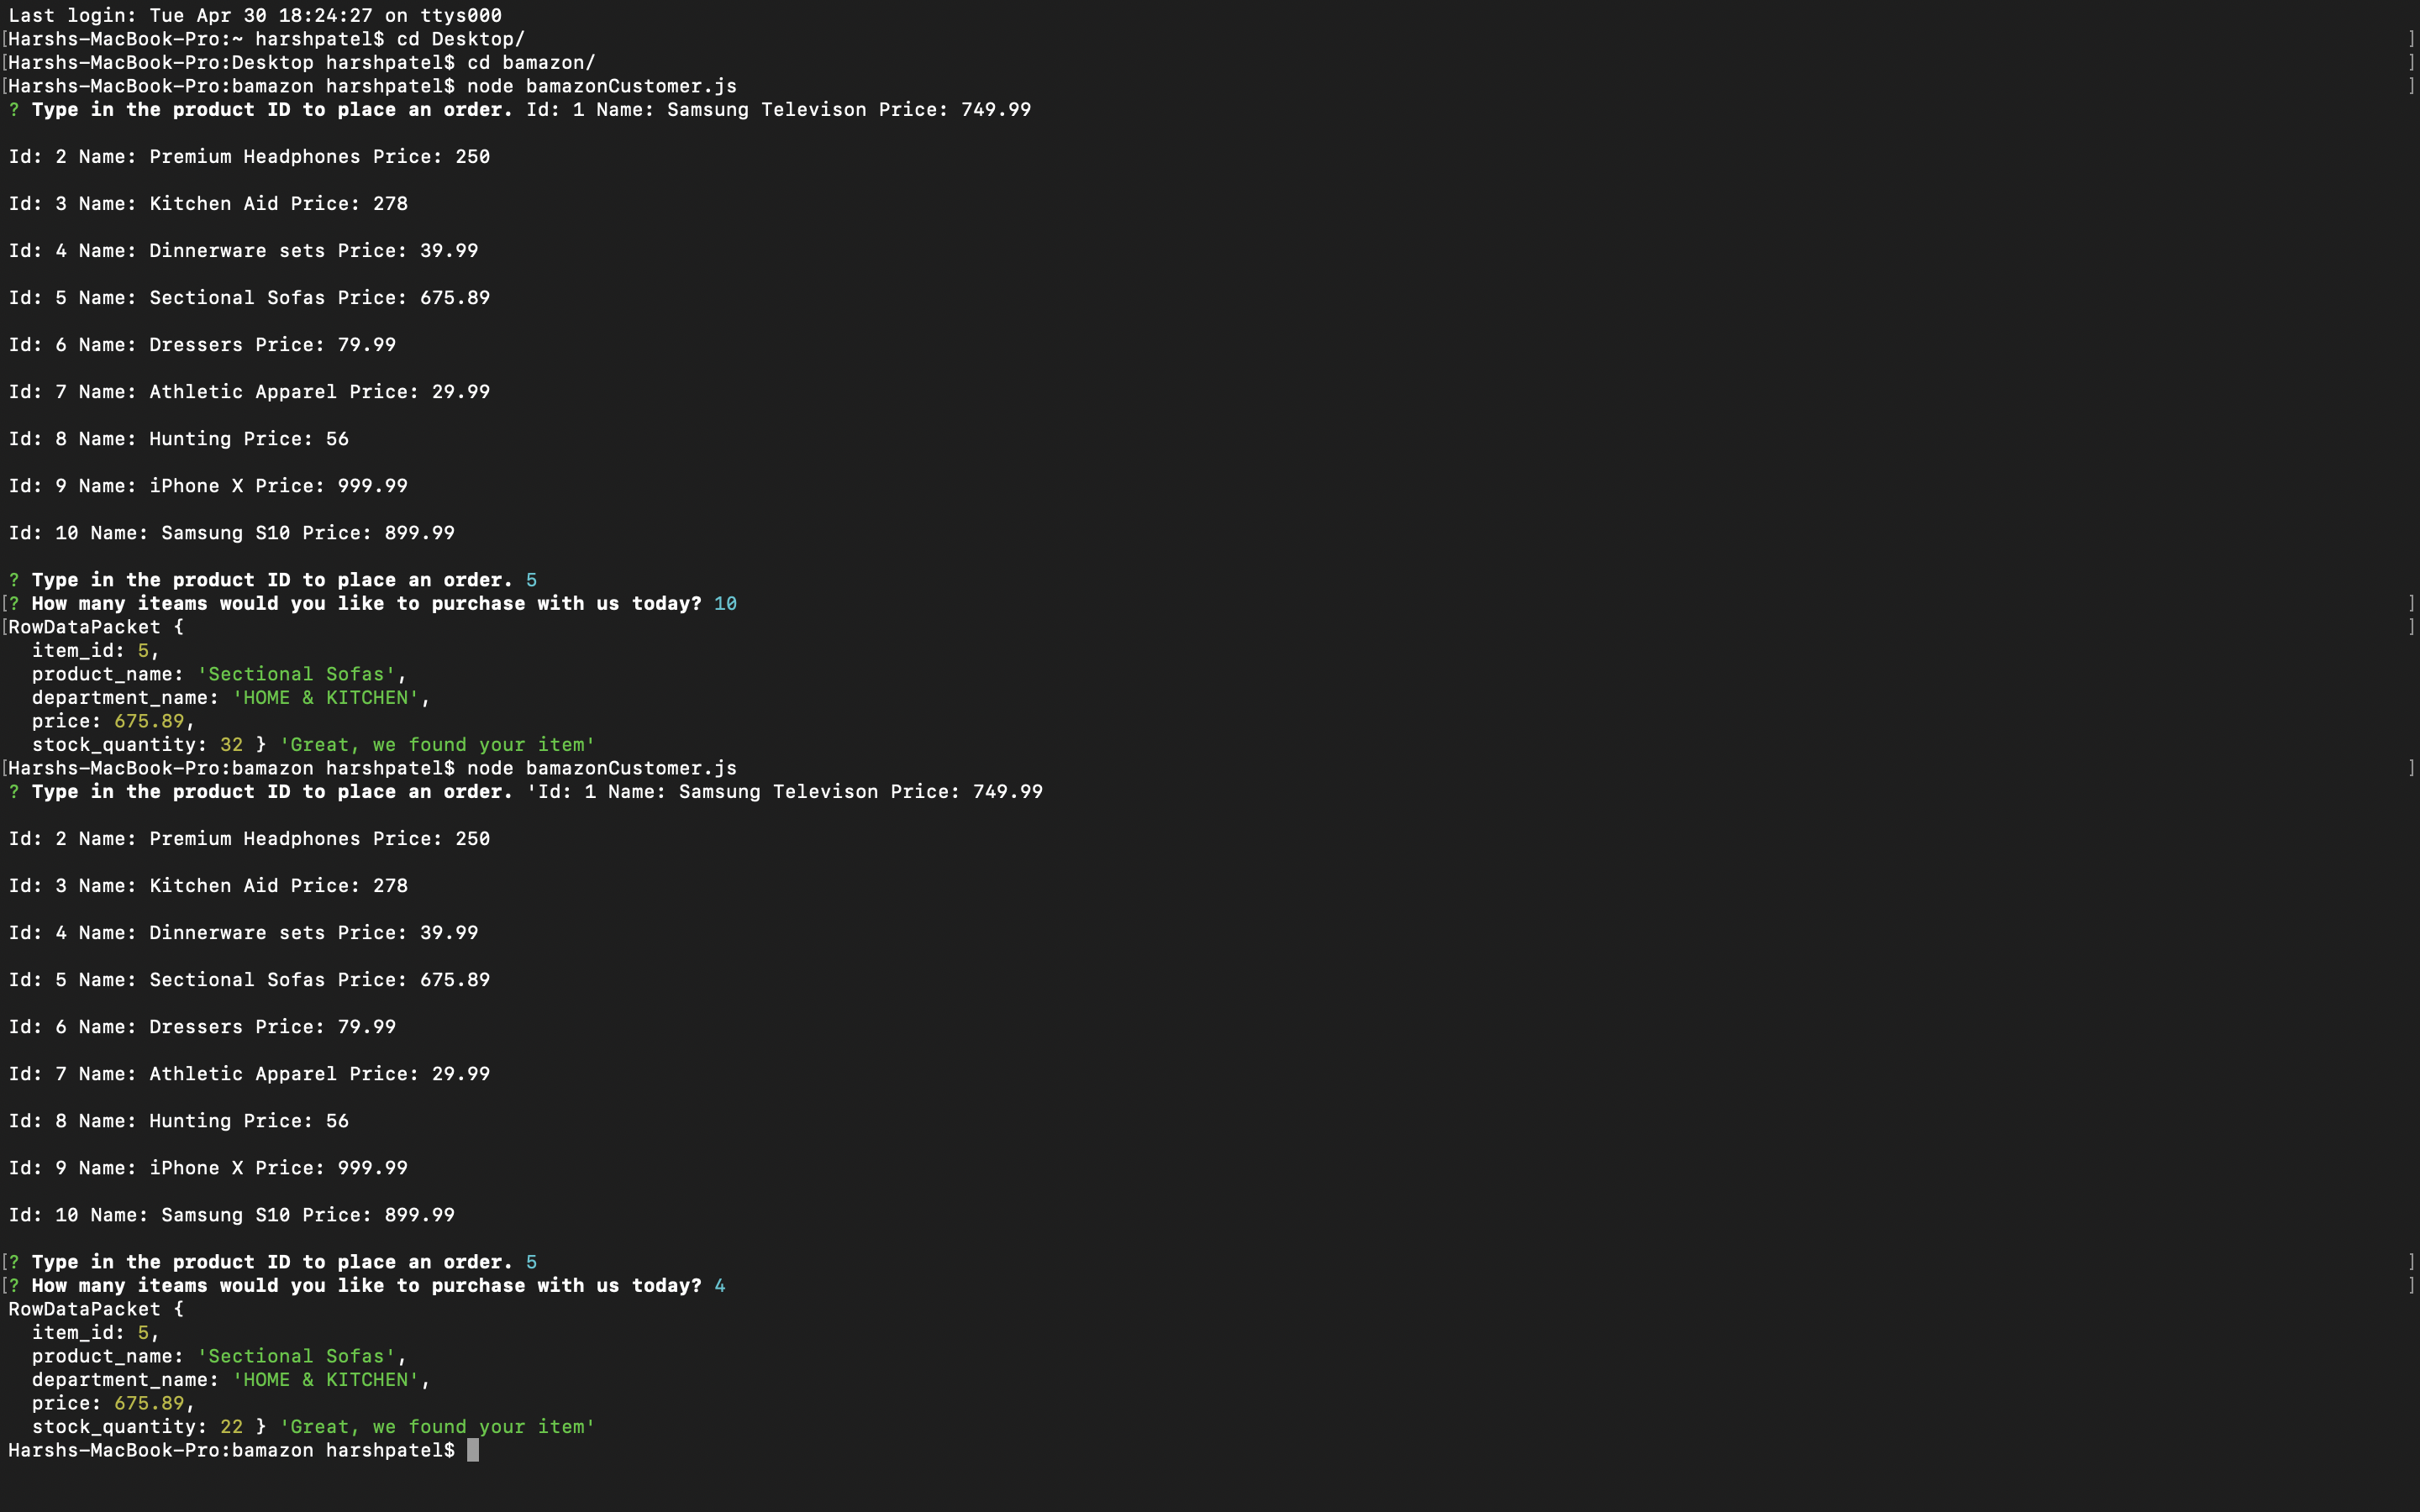 Last login: Tue Apr 30 18:24:27 on ttys000
[Harshs-MacBook-Pro:~ harshpatel$ cd Desktop/ ]
[Harshs-MacBook-Pro:Desktop harshpatel$ cd bamazon/ ]
[Harshs-MacBook-Pro:bamazon harshpatel$ node bamazonCustomer.js ]
? Type in the product ID to place an order. Id: 1 Name: Samsung Televison Price: 749.99
Id: 2 Name: Premium Headphones Price: 250
Id: 3 Name: Kitchen Aid Price: 278
Id: 4 Name: Dinnerware sets Price: 39.99
Id: 5 Name: Sectional Sofas Price: 675.89
Id: 6 Name: Dressers Price: 79.99
Id: 7 Name: Athletic Apparel Price: 29.99
Id: 8 Name: Hunting Price: 56
Id: 9 Name: iPhone X Price: 999.99
Id: 10 Name: Samsung S10 Price: 899.99
? Type in the product ID to place an order. 5
[? How many iteams would you like to purchase with us today? 10 ]
[RowDataPacket { ]
item_id: 5,
product_name: 'Sectional Sofas',
department_name: 'HOME & KITCHEN',
price: 675.89,
stock_quantity: 32 } 'Great, we found your item'
[Harshs-MacBook-Pro:bamazon harshpatel$ node bamazonCustomer.js ]
? Type in the product ID to place an order. 'Id: 1 Name: Samsung Televison Price: 749.99
Id: 2 Name: Premium Headphones Price: 250
Id: 3 Name: Kitchen Aid Price: 278
Id: 4 Name: Dinnerware sets Price: 39.99
Id: 5 Name: Sectional Sofas Price: 675.89
Id: 6 Name: Dressers Price: 79.99
Id: 7 Name: Athletic Apparel Price: 29.99
Id: 8 Name: Hunting Price: 56
Id: 9 Name: iPhone X Price: 999.99
Id: 10 Name: Samsung S10 Price: 899.99
[? Type in the product ID to place an order. 5 ]
[? How many iteams would you like to purchase with us today? 4 ]
RowDataPacket {
item_id: 5,
product_name: 'Sectional Sofas',
department_name: 'HOME & KITCHEN',
price: 675.89,
stock_quantity: 22 } 'Great, we found your item'
Harshs-MacBook-Pro:bamazon harshpatel$